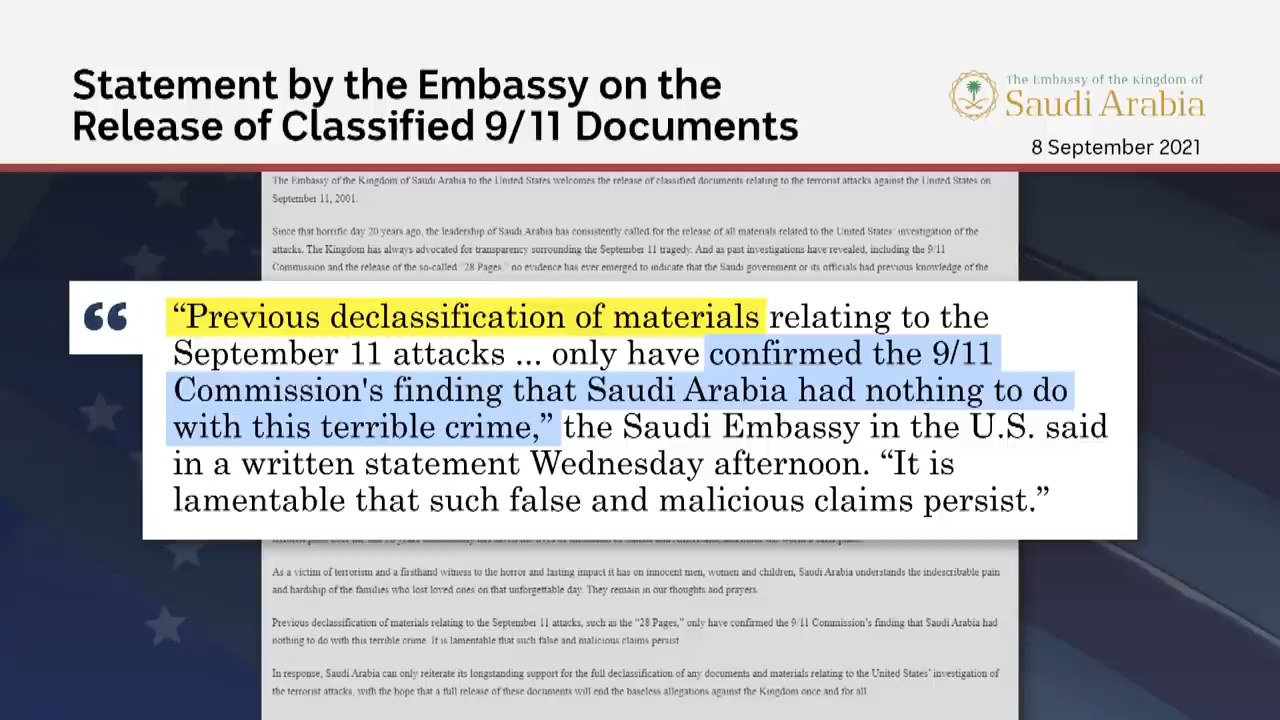 Statement by the Embassy on the
Release of Classified 9/11 Documents
The Embassy of the Kingdom of
Saudi Arabia
8 September 2021
The Embassy of the Kingdom of Saudi Arabia to the United States welcomes the release of classified documents relating to the terrorist attacks against the United States on
September 11, 2001.
Since that horrific day 20 years ago, the leadership of Saudi Arabia has consistently called for the release of all materials related to the United States' investigation of the
attacks. The Kingdom has always advocated for transparency surrounding the September 11 tragedy. And as past investigations have revealed, including the 9/11
Commission and the release of the so-called "28 Pages," no evidence has ever emerged to indicate that the Saudi government or its officials had previous knowledge of the
“Previous declassification of materials relating to the
September 11 attacks ... only have confirmed the 9/11
Commission's finding that Saudi Arabia had nothing to do
with this terrible crime,” the Saudi Embassy in the U.S. said
in a written statement Wednesday afternoon. “It is
lamentable that such false and malicious claims persist.”
As a victim of terrorism and a firsthand witness to the horror and lasting impact it has on innocent men, women and children, Saudi Arabia understands the indescribable pain
and hardship of the families who lost loved ones on that unforgettable day. They remain in our thoughts and prayers.
Previous declassification of materials relating to the September 11 attacks, such as the “28 Pages,” only have confirmed the 9/11 Commission’s finding that Saudi Arabia had
nothing to do with this terrible crime. It is lamentable that such false and malicious claims persist.
In response, Saudi Arabia can only reiterate its longstanding support for the full declassification of any documents and materials relating to the United States’ investigation of
the terrorist attacks, with the hope that a full release of these documents will end the baseless allegations against the Kingdom once and for all.